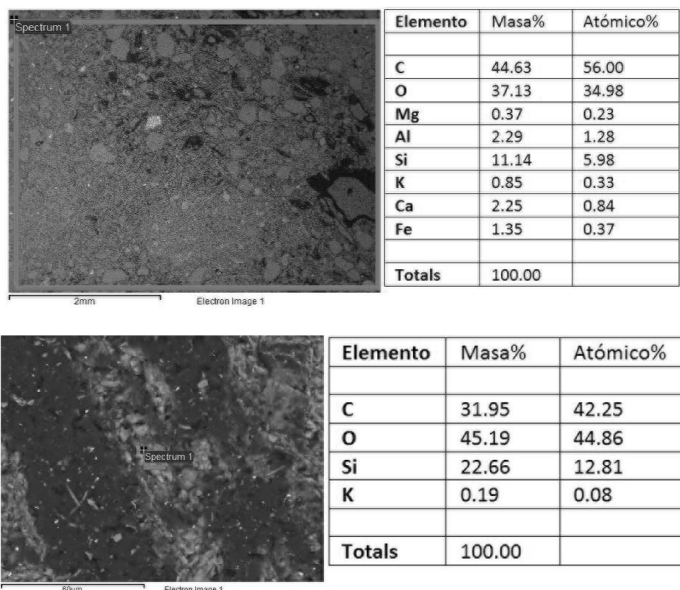 Spectrum 1
2mm
Electron Image 1
Elemento Masa% Atómico%
C 44.63 56.00
O 37.13 34.98
Mg 0.37 0.23
Al 2.29 1.28
Si 11.14 5.98
K 0.85 0.33
Ca 2.25 0.84
Fe 1.35 0.37
Totals 100.00
Spectrum 1
60um
Electron Image 1
Elemento Masa% Atómico%
C 31.95 42.25
O 45.19 44.86
Si 22.66 12.81
K 0.19 0.08
Totals 100.00